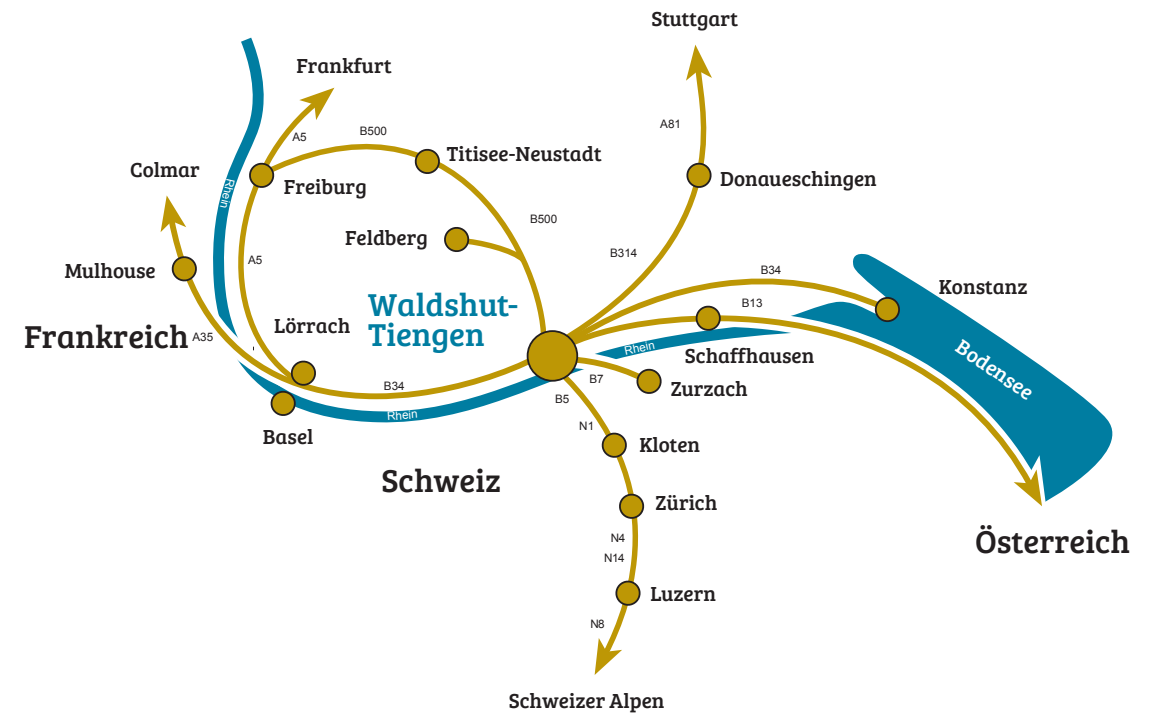 Stuttgart
Frankfurt
A81
B500
A5
Titisee-Neustadt
Colmar
Freiburg
Donaueschingen
Rhein
B500
Feldberg
B314
A5
Mulhouse
B34
Konstanz
Waldshut-
Tiengen
B13
Lörrach
Frankreich
A35
Rhein
Schaffhausen
Bodensee
B7
Zurzach
B34
B5
Rhein
N1
Basel
Kloten
Schweiz
Zürich
N4
Österreich
N14
Luzern
N8
Schweizer Alpen